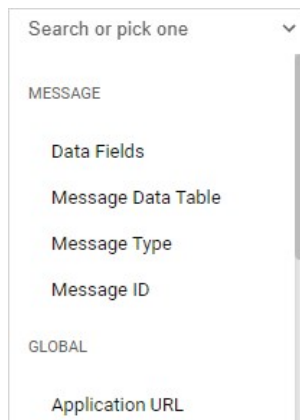 Search or pick one
MESSAGE
Data Fields
Message Data Table
Message Type
Message ID
GLOBAL
Application URL